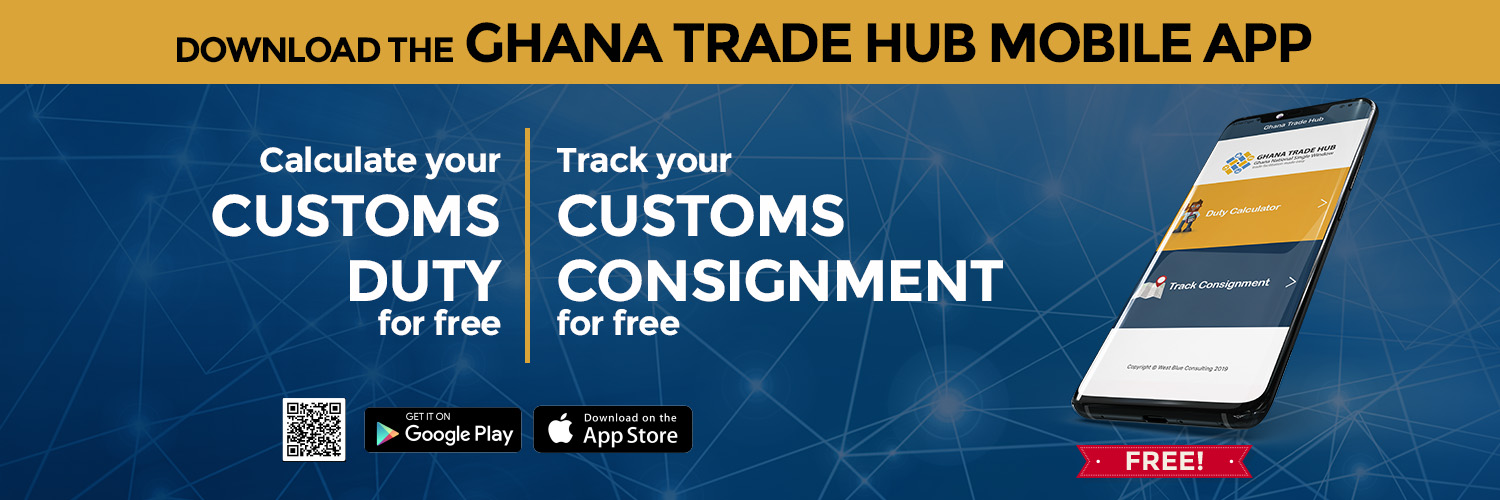 DOWNLOAD THE GHANA TRADE HUB MOBILE APP
Calculate your
CUSTOMS
DUTY
for free
Track your
CUSTOMS
CONSIGNMENT
for free
GET IT ON
Google Play
Download on the
App Store
Ghana Trade Hub
GHANA TRADE HUB
Ghana National Single Window
Duty Calculator
Track Consignment
Copyright © West Blue Consulting 2019
FREE!